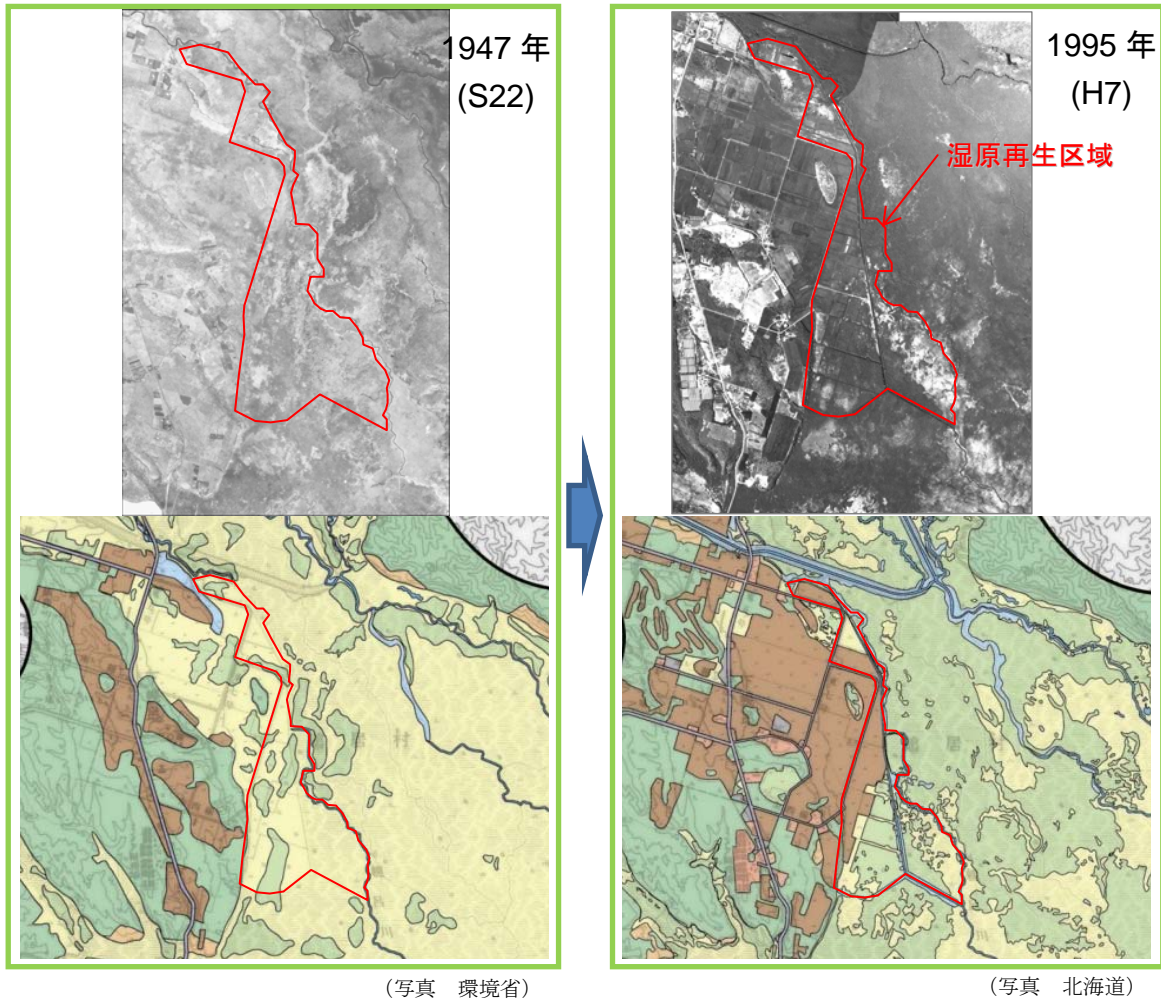 1947 年
(S22)
1995 年
(H7)
湿原再生区域
(写真 環境省)
(写真 北海道)